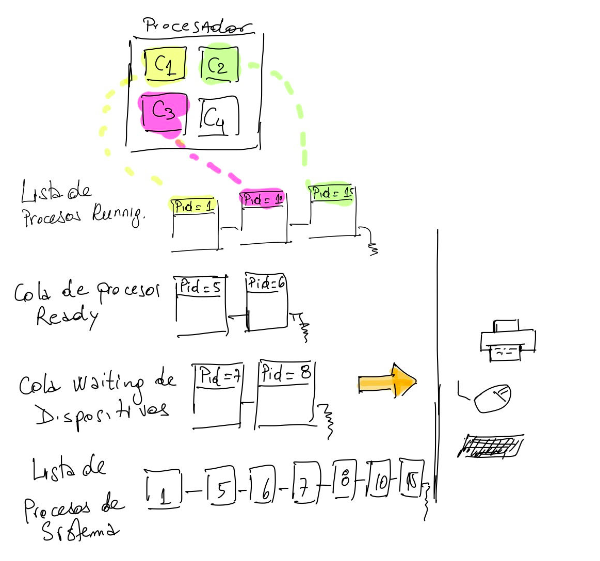 Procesador
C1 C2
C3 C4
Lista de
Procesos Runnig.
Pid = 1 Pid = 10 Pid = 15
Cola de procesos
Ready
Pid = 5 Pid=6
Cola Waiting de
Dispositivos
Pid=7 Pid = 8
Lista de
Procesos de
Sistema
1 5 6 7 8 10 15